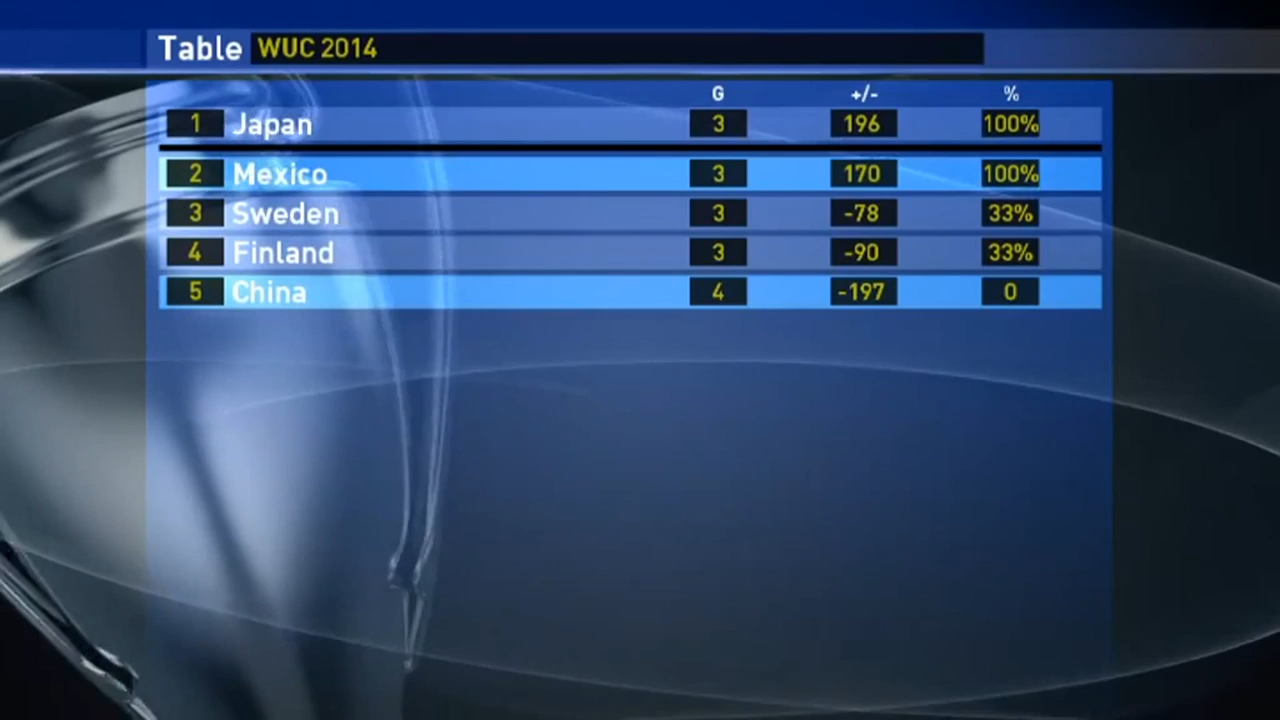 Table WUC 2014
G +/- %
1 Japan 3 196 100%
2 Mexico 3 170 100%
3 Sweden 3 -78 33%
4 Finland 3 -90 33%
5 China 4 -197 0